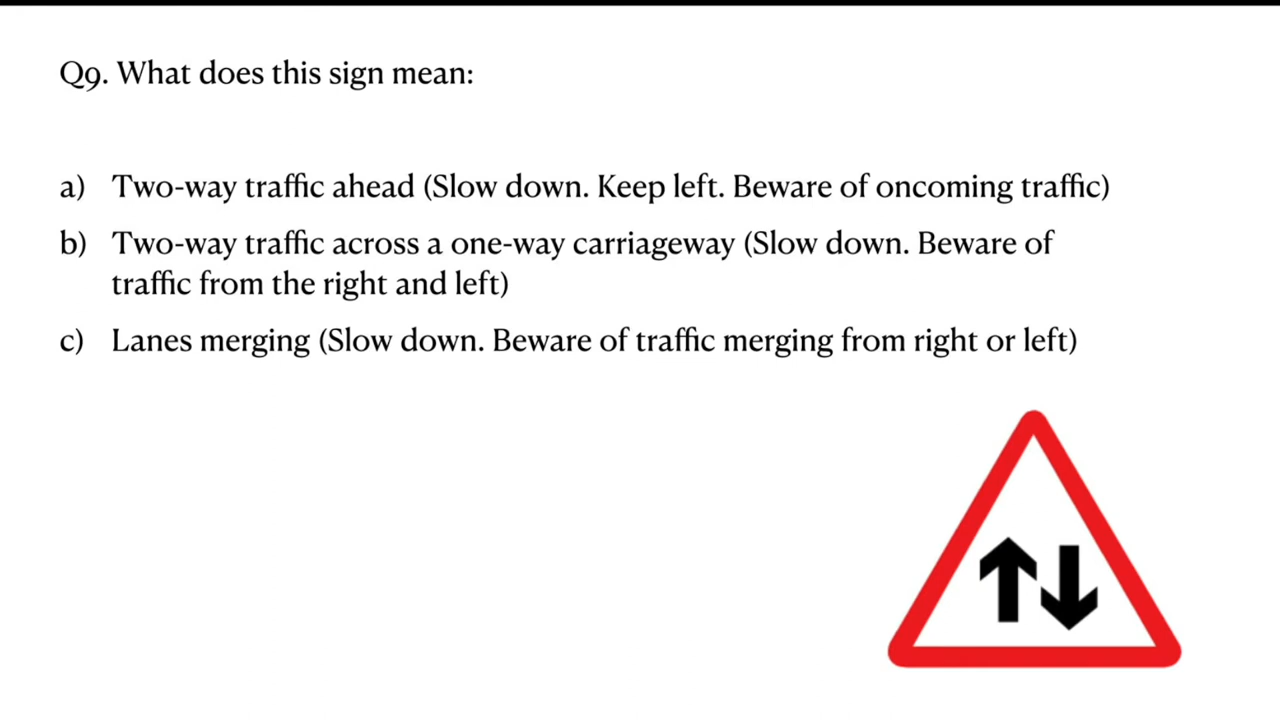 Q9. What does this sign mean:
a) Two-way traffic ahead (Slow down. Keep left. Beware of oncoming traffic)
b) Two-way traffic across a one-way carriageway (Slow down. Beware of
traffic from the right and left)
c) Lanes merging (Slow down. Beware of traffic merging from right or left)